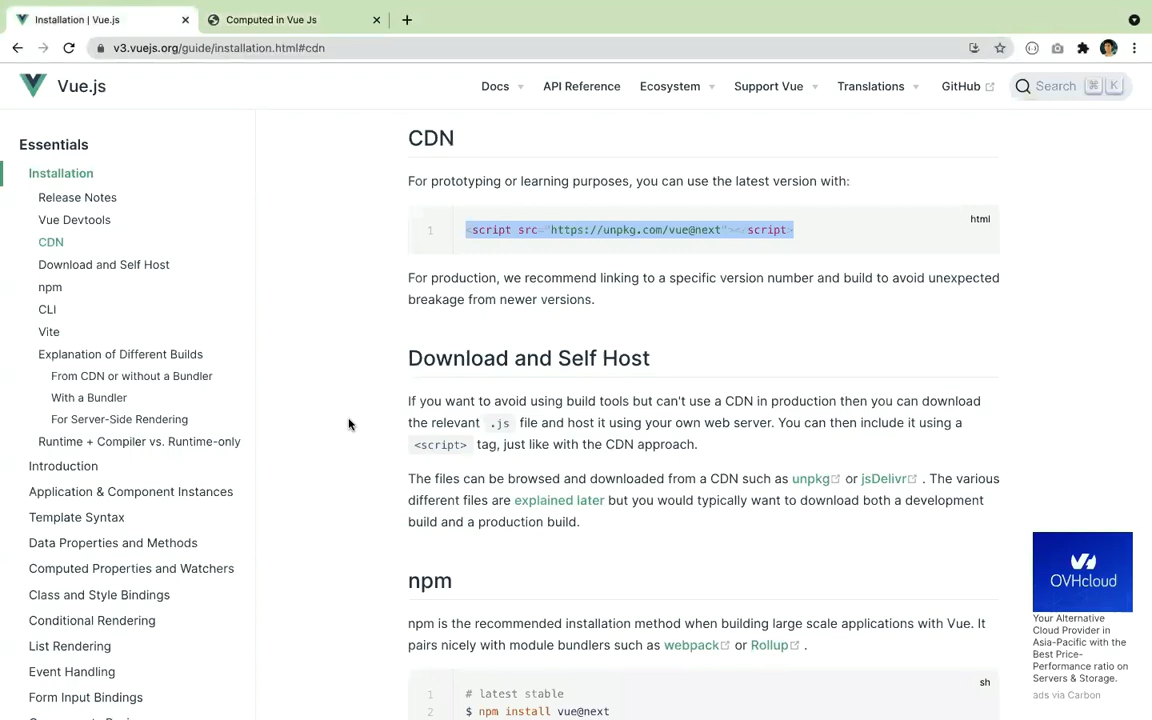 Installation | Vue.js
Computed in Vue Js
v3.vuejs.org/guide/installation.html#cdn
Vue.js
Docs
API Reference
Ecosystem
Support Vue
Translations
GitHub
Search ⌘ K
Essentials
Installation
Release Notes
Vue Devtools
CDN
Download and Self Host
npm
CLI
Vite
Explanation of Different Builds
From CDN or without a Bundler
With a Bundler
For Server-Side Rendering
Runtime + Compiler vs. Runtime-only
Introduction
Application & Component Instances
Template Syntax
Data Properties and Methods
Computed Properties and Watchers
Class and Style Bindings
Conditional Rendering
List Rendering
Event Handling
Form Input Bindings
CDN
For prototyping or learning purposes, you can use the latest version with:
html
1 <script src="https://unpkg.com/vue@next"></script>
For production, we recommend linking to a specific version number and build to avoid unexpected
breakage from newer versions.
Download and Self Host
If you want to avoid using build tools but can't use a CDN in production then you can download
the relevant .js file and host it using your own web server. You can then include it using a
<script> tag, just like with the CDN approach.
The files can be browsed and downloaded from a CDN such as unpkg or jsDelivr . The various
different files are explained later but you would typically want to download both a development
build and a production build.
npm
npm is the recommended installation method when building large scale applications with Vue. It
pairs nicely with module bundlers such as webpack or Rollup .
sh
1 # latest stable
2 $ npm install vue@next
OVHcloud
Your Alternative
Cloud Provider in
Asia-Pacific with the
Best Price-
Performance ratio on
Servers & Storage.
ads via Carbon